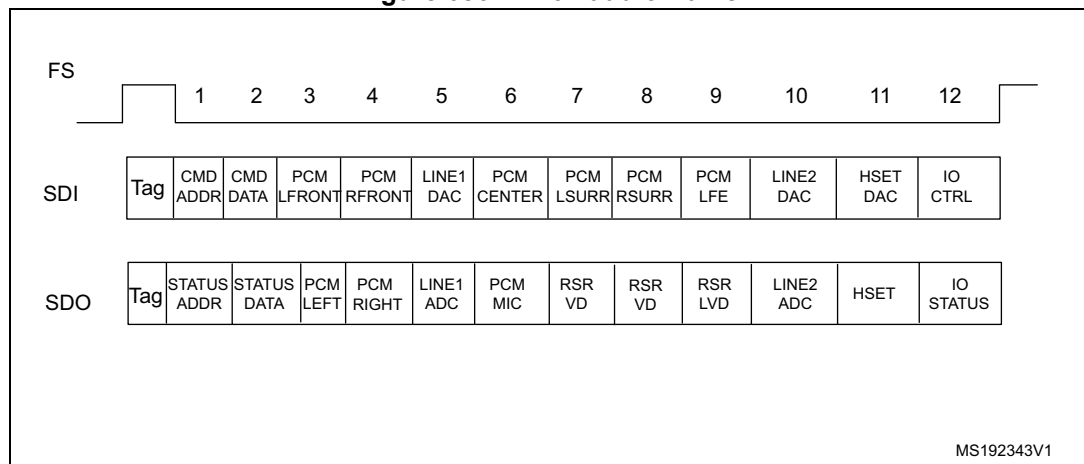 FS
1 2 3 4 5 6 7 8 9 10 11 12
SDI
Tag CMD ADDR CMD DATA PCM LFRONT PCM RFRONT LINE1 DAC PCM CENTER PCM LSURR PCM RSURR PCM LFE LINE2 DAC HSET DAC IO CTRL
SDO
Tag STATUS ADDR STATUS DATA PCM LEFT PCM RIGHT LINE1 ADC PCM MIC RSR VD RSR VD RSR LVD LINE2 ADC HSET IO STATUS
MS192343V1